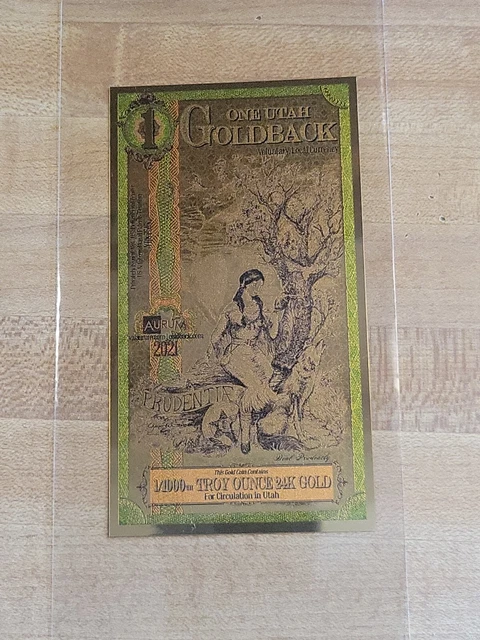 1
ONE UTAH
GOLDBACK
Voluntary Local Currency
AURUM
2021
PRUDENTIA
This Gold Coin Contains
1/1000TH TROY OUNCE 24K GOLD
For Circulation in Utah